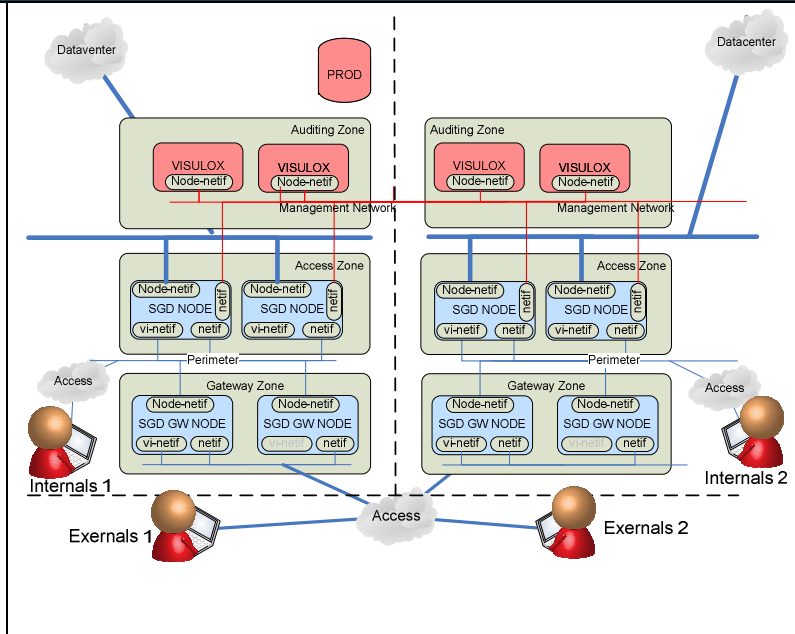 Dataventer
PROD
Datacenter
Auditing Zone
Auditing Zone
VISULOX
VISULOX
VISULOX
VISULOX
Node-netif
Node-netif
Node-netif
Node-netif
Management Network
Management Network
Access Zone
Access Zone
Node-netif
netif
Node-netif
netif
Node-netif
netif
Node-netif
netif
SGD NODE
SGD NODE
SGD NODE
SGD NODE
vi-netif
netif
vi-netif
netif
vi-netif
netif
vi-netif
netif
Perimeter
Perimeter
Access
Access
Gateway Zone
Gateway Zone
Node-netif
Node-netif
Node-netif
Node-netif
SGD GW NODE
SGD GW NODE
SGD GW NODE
SGD GW NODE
vi-netif
netif
vi-netif
netif
vi-netif
netif
vi-netif
netif
Internals 1
Internals 2
Access
Exernals 1
Exernals 2